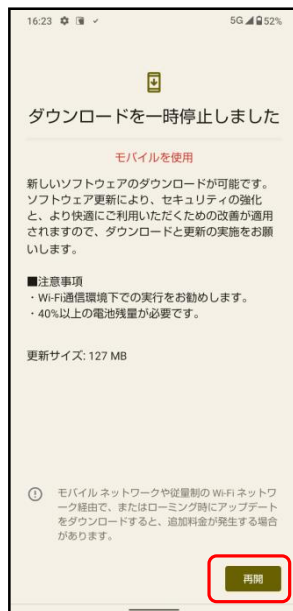 16:23 5G 52%
ダウンロードを一時停止しました
モバイルを使用
新しいソフトウェアのダウンロードが可能です。
ソフトウェア更新により、セキュリティの強化
と、より快適にご利用いただくための改善が適用
されますので、ダウンロードと更新の実施をお願
いします。
■注意事項
・Wi-Fi通信環境下での実行をお勧めします。
・40%以上の電池残量が必要です。
更新サイズ: 127 MB
モバイル ネットワークや従量制の Wi-Fi ネットワ
ーク経由で、またはローミング時にアップデート
をダウンロードすると、追加料金が発生する場合
があります。
再開